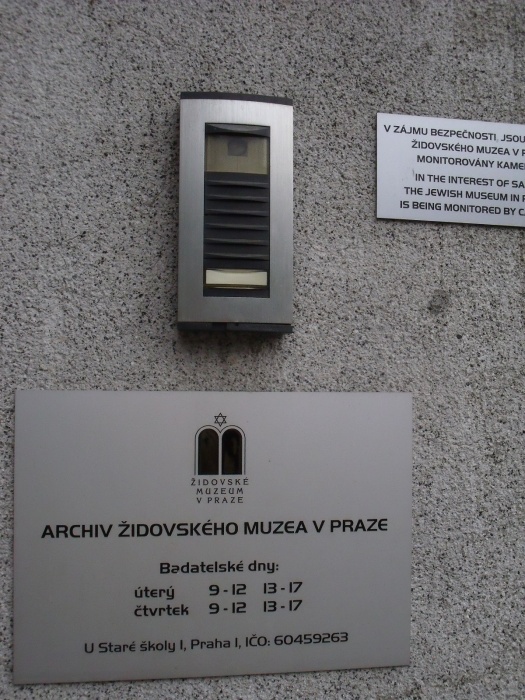 V ZÁJMU BEZPEČNOSTI, JSOU
ŽIDOVSKÉHO MUZEA V
MONITOROVÁNY
IN THE INTEREST OF
THE JEWISH MUSEUM IN
IS BEING MONITORED BY
ŽIDOVSKÉ
MUZEUM
V PRAZE
ARCHIV ŽIDOVSKÉHO MUZEA V PRAZE
Badatelské dny:
úterý 9-12 13-17
čtvrtek 9-12 13-17
U Staré školy 1, Praha 1, IČO: 60459263